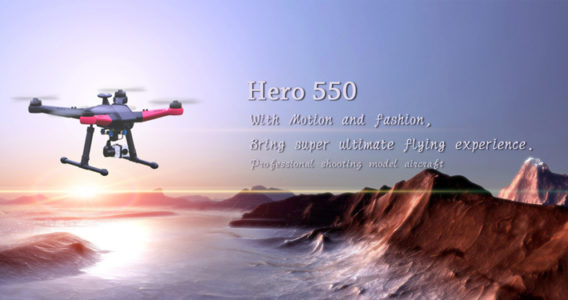 Hero 550
With Motion and fashion,
Bring super ultimate flying experience.
Professional shooting model aircraft